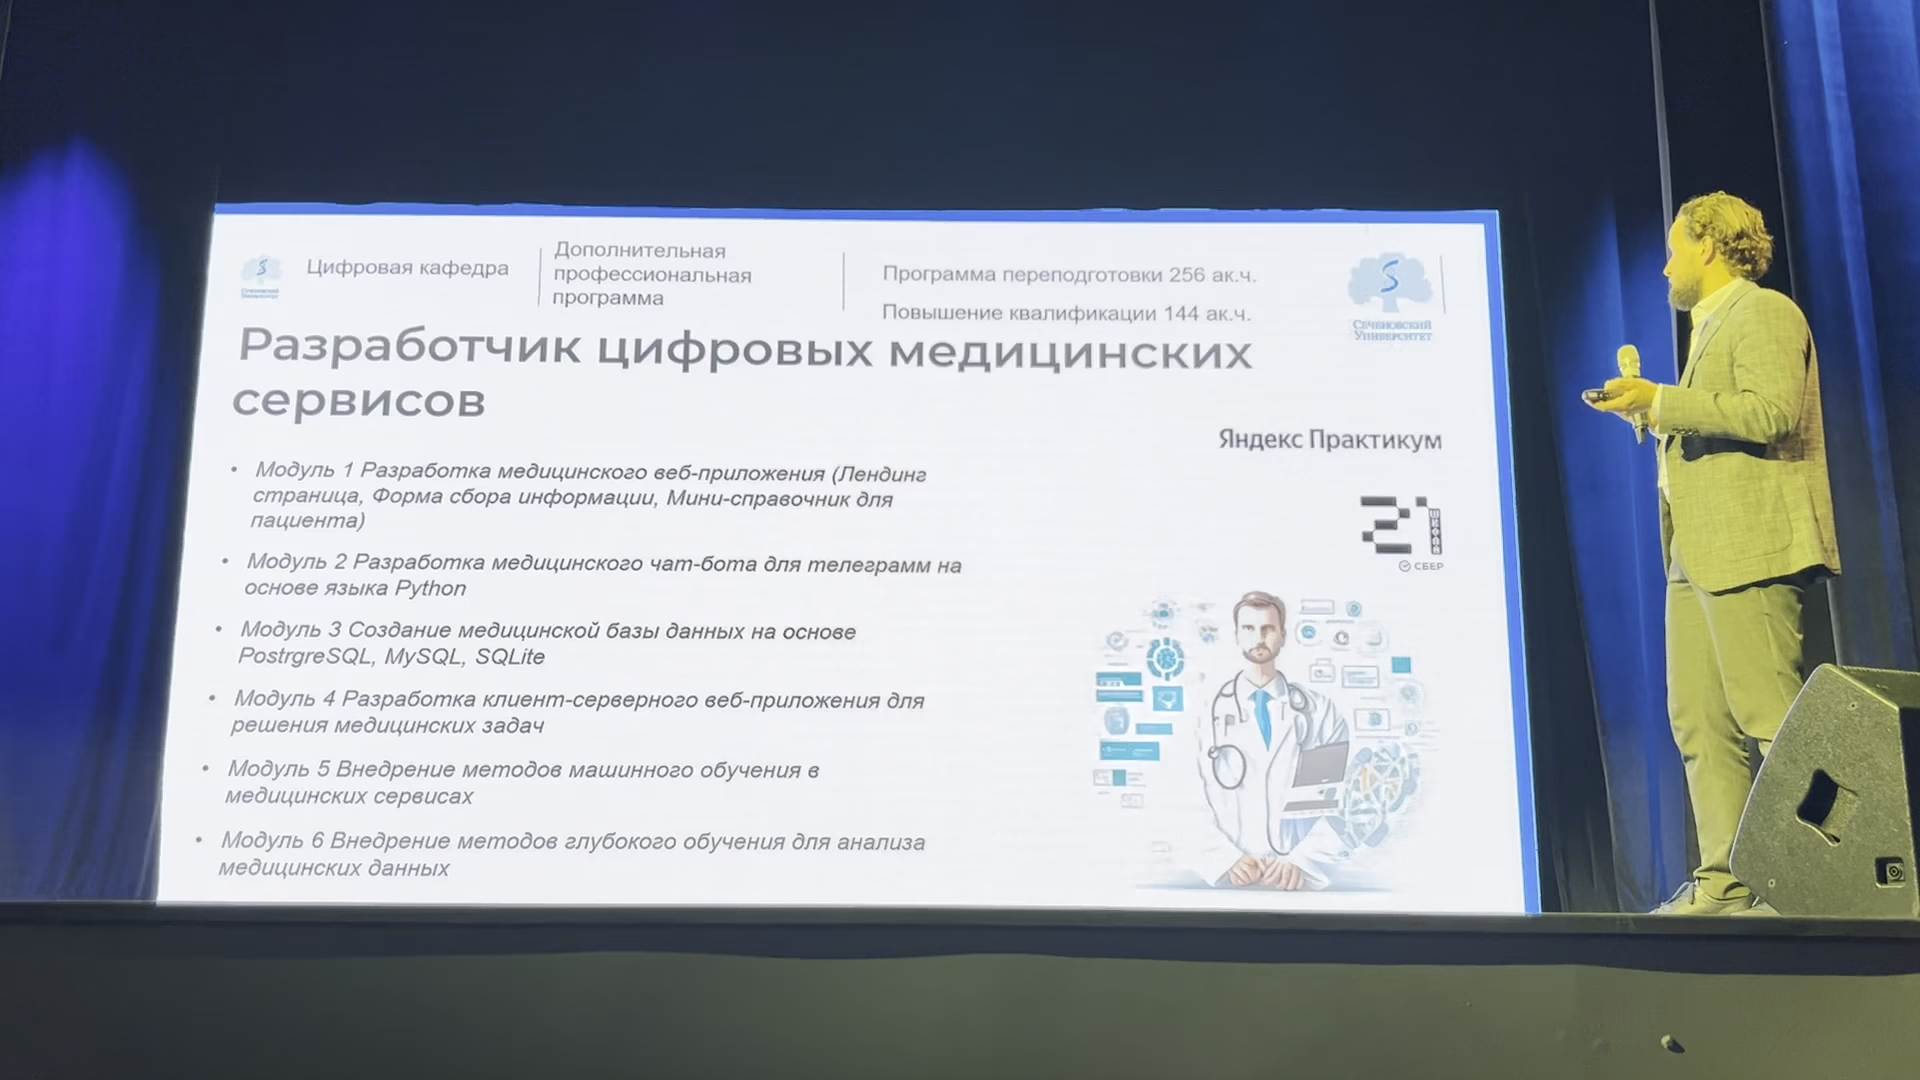 Сеченовский
Университет
Цифровая кафедра
Дополнительная
профессиональная
программа
Программа переподготовки 256 ак.ч.
Повышение квалификации 144 ак.ч.
Сеченовский
Университет
Разработчик цифровых медицинских
сервисов
Яндекс Практикум
21
школа
СБЕР
• Модуль 1 Разработка медицинского веб-приложения (Лендинг
страница, Форма сбора информации, Мини-справочник для
пациента)
• Модуль 2 Разработка медицинского чат-бота для телеграмм на
основе языка Python
• Модуль 3 Создание медицинской базы данных на основе
PostrgreSQL, MySQL, SQLite
• Модуль 4 Разработка клиент-серверного веб-приложения для
решения медицинских задач
• Модуль 5 Внедрение методов машинного обучения в
медицинских сервисах
• Модуль 6 Внедрение методов глубокого обучения для анализа
медицинских данных